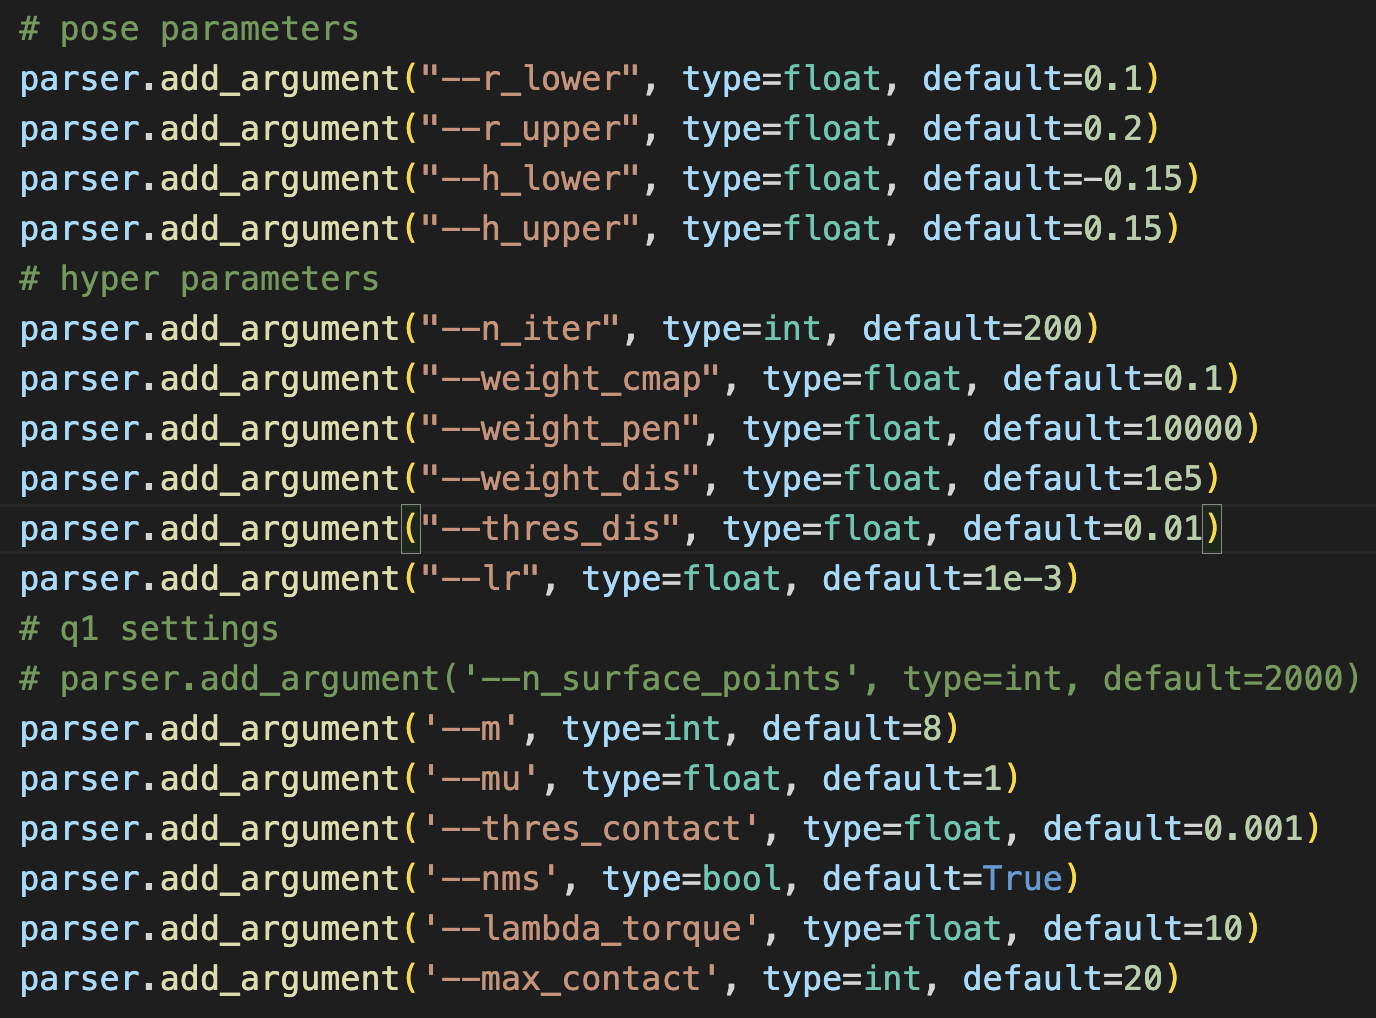 # pose parameters
parser.add_argument("--r_lower", type=float, default=0.1)
parser.add_argument("--r_upper", type=float, default=0.2)
parser.add_argument("--h_lower", type=float, default=-0.15)
parser.add_argument("--h_upper", type=float, default=0.15)
# hyper parameters
parser.add_argument("--n_iter", type=int, default=200)
parser.add_argument("--weight_cmap", type=float, default=0.1)
parser.add_argument("--weight_pen", type=float, default=10000)
parser.add_argument("--weight_dis", type=float, default=1e5)
parser.add_argument("--thres_dis", type=float, default=0.01)
parser.add_argument("--lr", type=float, default=1e-3)
# q1 settings
# parser.add_argument('--n_surface_points', type=int, default=2000)
parser.add_argument('--m', type=int, default=8)
parser.add_argument('--mu', type=float, default=1)
parser.add_argument('--thres_contact', type=float, default=0.001)
parser.add_argument('--nms', type=bool, default=True)
parser.add_argument('--lambda_torque', type=float, default=10)
parser.add_argument('--max_contact', type=int, default=20)